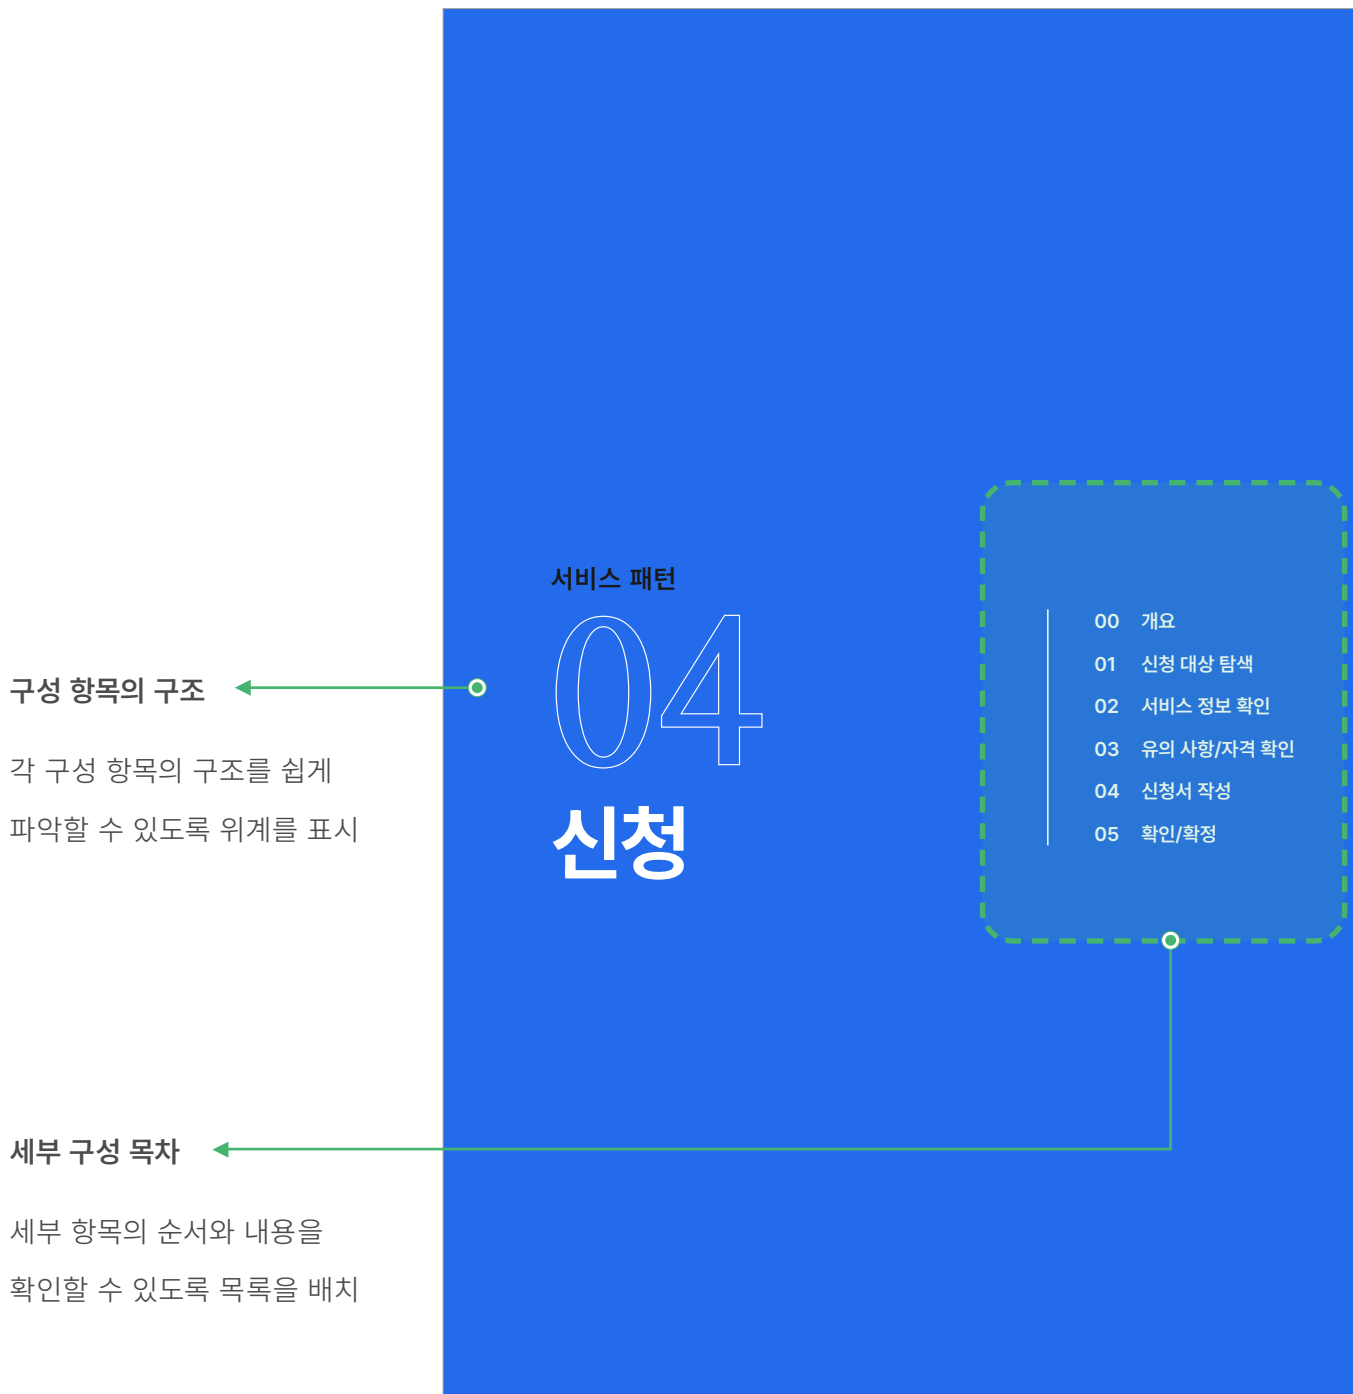 서비스 패턴
04
신청
00 개요
01 신청 대상 탐색
02 서비스 정보 확인
03 유의 사항/자격 확인
04 신청서 작성
05 확인/확정
구성 항목의 구조
각 구성 항목의 구조를 쉽게
파악할 수 있도록 위계를 표시
세부 구성 목차
세부 항목의 순서와 내용을
확인할 수 있도록 목록을 배치